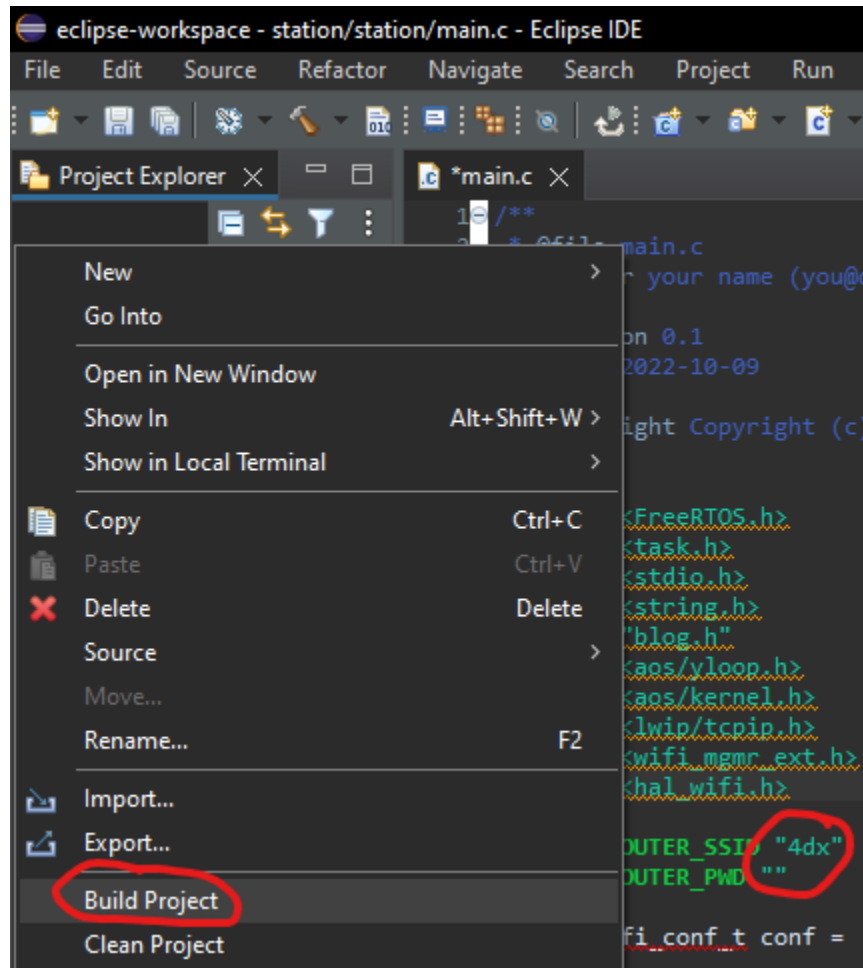 eclipse-workspace - station/station/main.c - Eclipse IDE
File Edit Source Refactor Navigate Search Project Run
Project Explorer
*main.c
1 /**
main.c
your name
on 0.1
2022-10-09
ight Copyright (c)
<FreeRTOS.h>
<task.h>
<stdio.h>
<string.h>
"blog.h"
<aos/yloop.h>
<aos/kernel.h>
<lwip/tcpip.h>
<wifi_mgmr_ext.h>
<hal_wifi.h>
OUTER_SSID "4dx"
OUTER_PWD ""
fi_conf_t conf =
New
Go Into
Open in New Window
Show In Alt+Shift+W
Show in Local Terminal
Copy Ctrl+C
Paste Ctrl+V
Delete Delete
Source
Move...
Rename... F2
Import...
Export...
Build Project
Clean Project